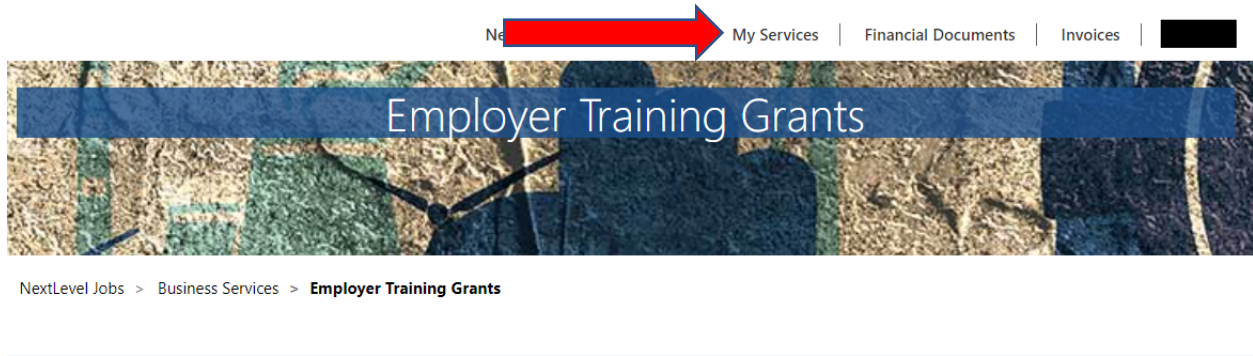 My Services | Financial Documents | Invoices |
Employer Training Grants
NextLevel Jobs > Business Services > Employer Training Grants